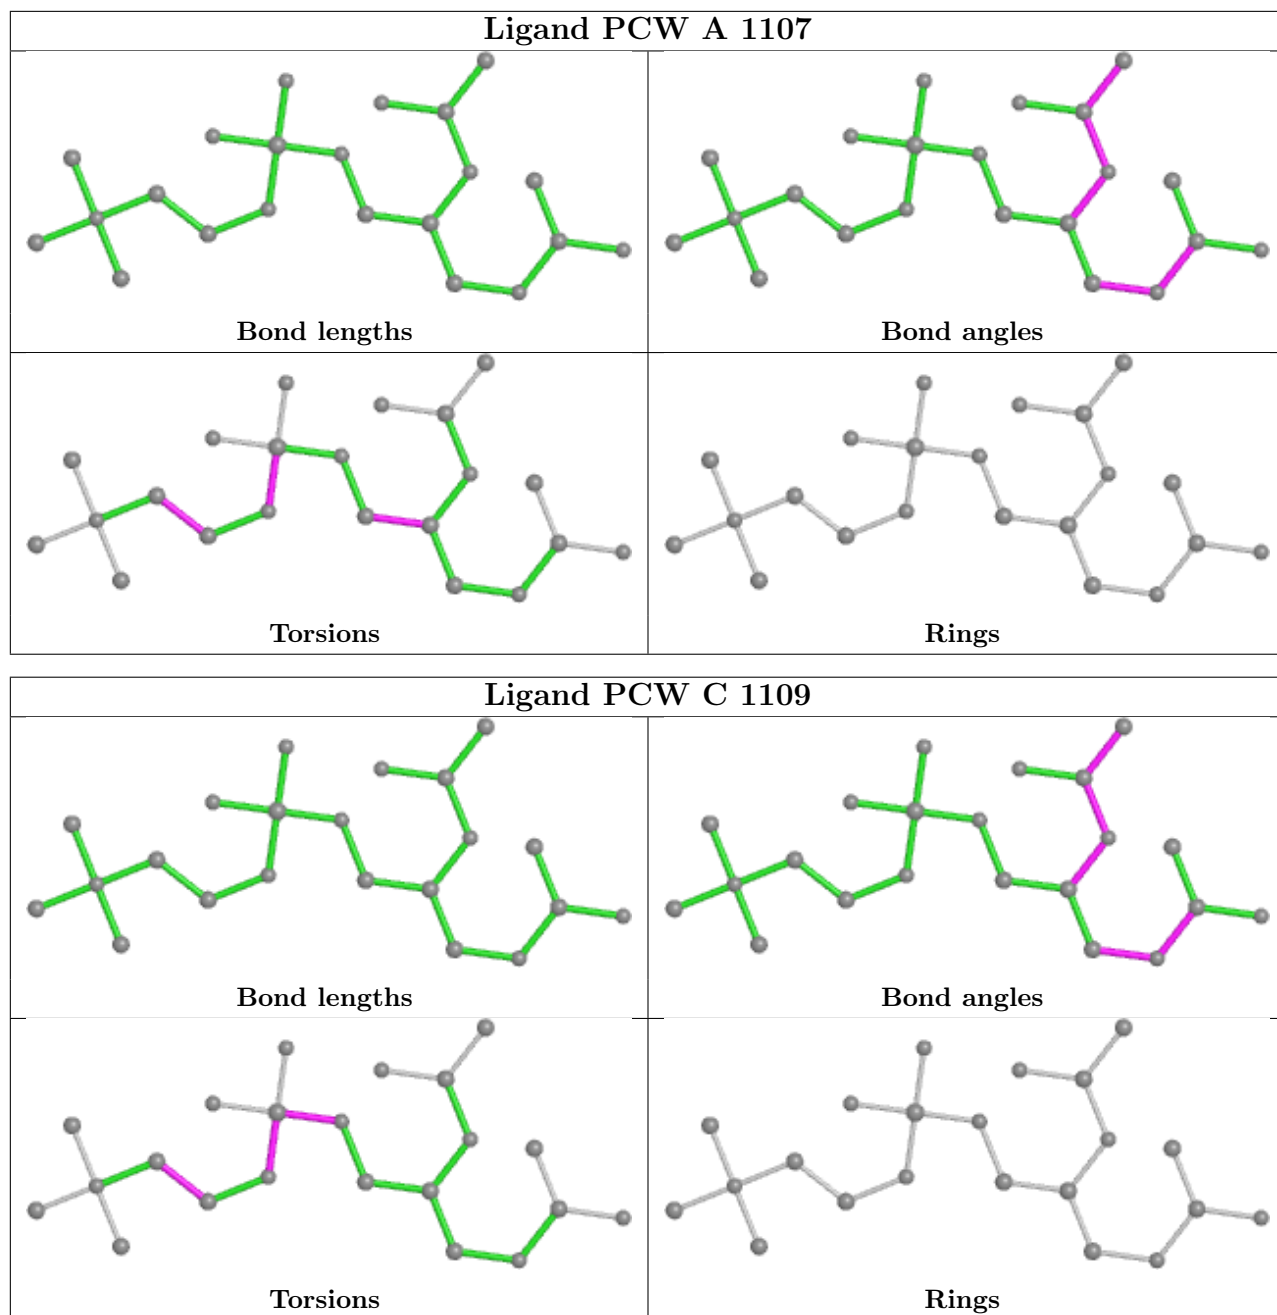 Ligand PCW A 1107
Bond lengths
Bond angles
Torsions
Rings
Ligand PCW C 1109
Bond lengths
Bond angles
Torsions
Rings